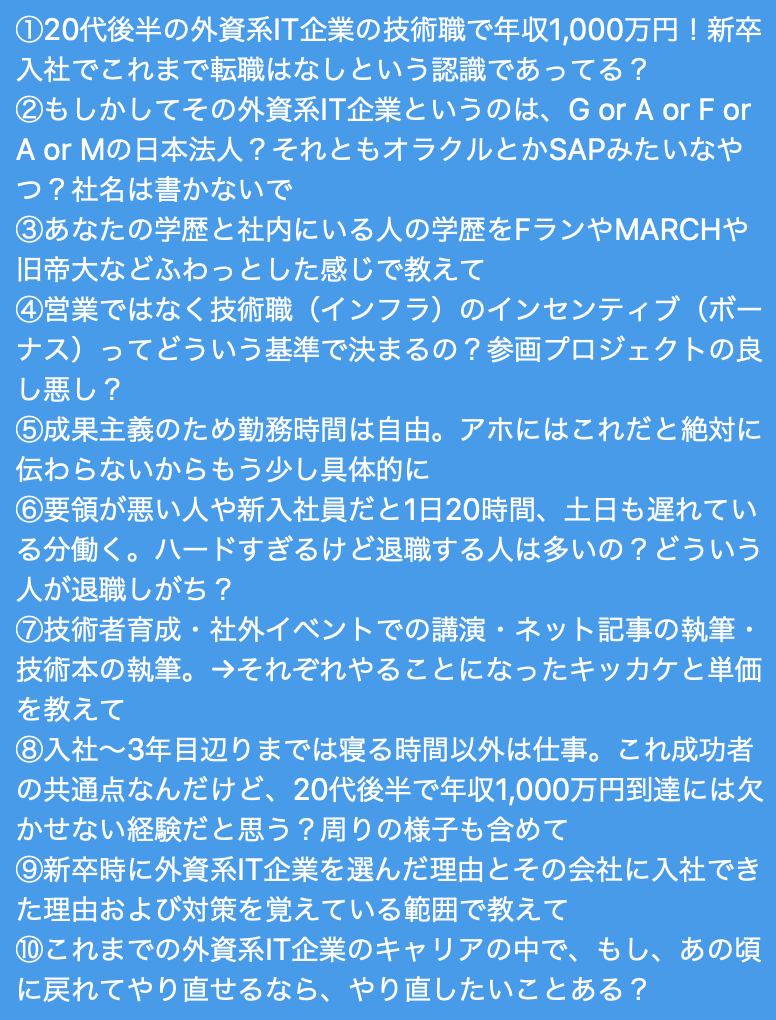 ①20代後半の外資系IT企業の技術職で年収1,000万円！新卒
入社でこれまで転職はなしという認識であってる？
②もしかしてその外資系IT企業というのは、G or A or F or
A or Mの日本法人？それともオラクルとかSAPみたいなや
つ？社名は書かないで
③あなたの学歴と社内にいる人の学歴をFランやMARCHや
旧帝大などふわっとした感じで教えて
④営業ではなく技術職（インフラ）のインセンティブ（ボー
ナス）ってどういう基準で決まるの？参画プロジェクトの良
し悪し？
⑤成果主義のため勤務時間は自由。アホにはこれだと絶対に
伝わらないからもう少し具体的に
⑥要領が悪い人や新入社員だと1日20時間、土日も遅れてい
る分働く。ハードすぎるけど退職する人は多いの？どういう
人が退職しがち？
⑦技術者育成・社外イベントでの講演・ネット記事の執筆・
技術本の執筆。→それぞれやることになったキッカケと単価
を教えて
⑧入社〜3年目辺りまでは寝る時間以外は仕事。これ成功者
の共通点なんだけど、20代後半で年収1,000万円到達には欠
かせない経験だと思う？周りの様子も含めて
⑨新卒時に外資系IT企業を選んだ理由とその会社に入社でき
た理由および対策を覚えている範囲で教えて
⑩これまでの外資系IT企業のキャリアの中で、もし、あの頃
に戻れてやり直せるなら、やり直したいことある？